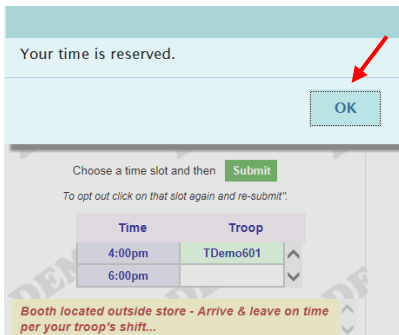 Your time is reserved.
OK
Choose a time slot and then Submit
To opt out click on that slot again and re-submit".
Time Troop
4:00pm TDemo601
6:00pm
Booth located outside store - Arrive & leave on time
per your troop's shift...